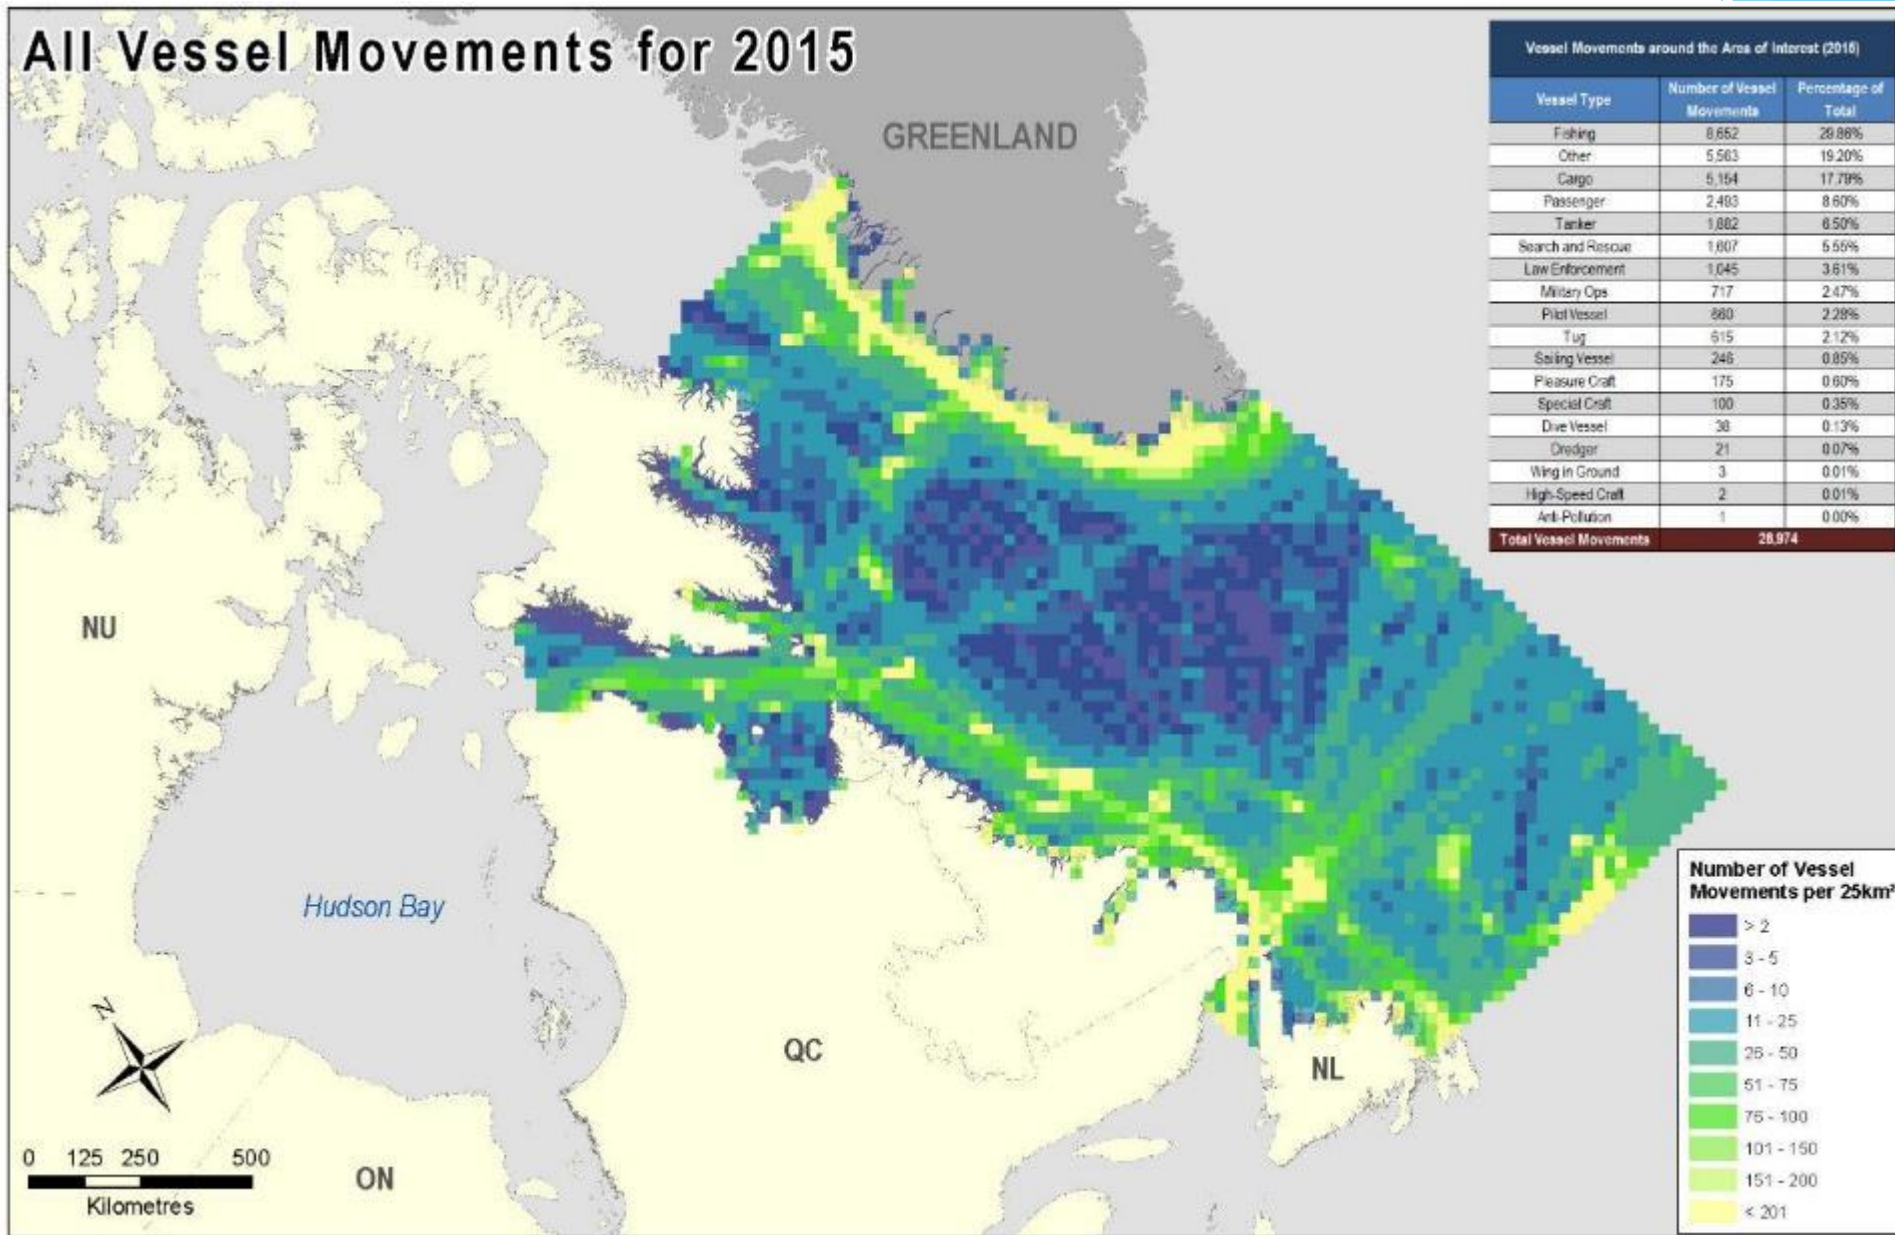 All Vessel Movements for 2015
GREENLAND
NU
Hudson Bay
QC
NL
ON
N
0 125 250 500
Kilometres
Vessel Movements around the Area of Interest (2015)
Vessel Type Number of Vessel Movements Percentage of Total
Fishing 8,652 29.86%
Other 5,563 19.20%
Cargo 5,154 17.79%
Passenger 2,493 8.60%
Tanker 1,882 6.50%
Search and Rescue 1,607 5.55%
Law Enforcement 1,045 3.61%
Military Ops 717 2.47%
Pilot Vessel 660 2.28%
Tug 615 2.12%
Sailing Vessel 246 0.85%
Pleasure Craft 175 0.60%
Special Craft 100 0.35%
Dive Vessel 38 0.13%
Dredger 21 0.07%
Wing in Ground 3 0.01%
High-Speed Craft 2 0.01%
Anti-Pollution 1 0.00%
Total Vessel Movements 28,974
Number of Vessel
Movements per 25km²
> 2
3 - 5
6 - 10
11 - 25
26 - 50
51 - 75
76 - 100
101 - 150
151 - 200
< 201